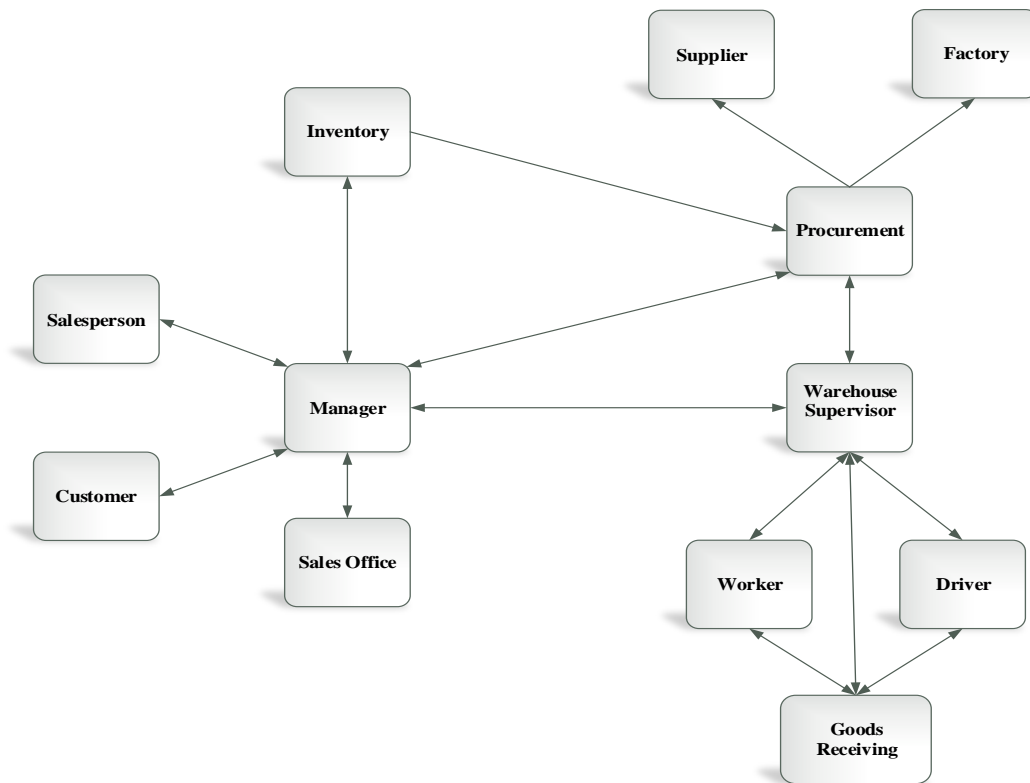 Supplier
Factory
Inventory
Procurement
Salesperson
Manager
Warehouse
Supervisor
Customer
Sales Office
Worker
Driver
Goods
Receiving